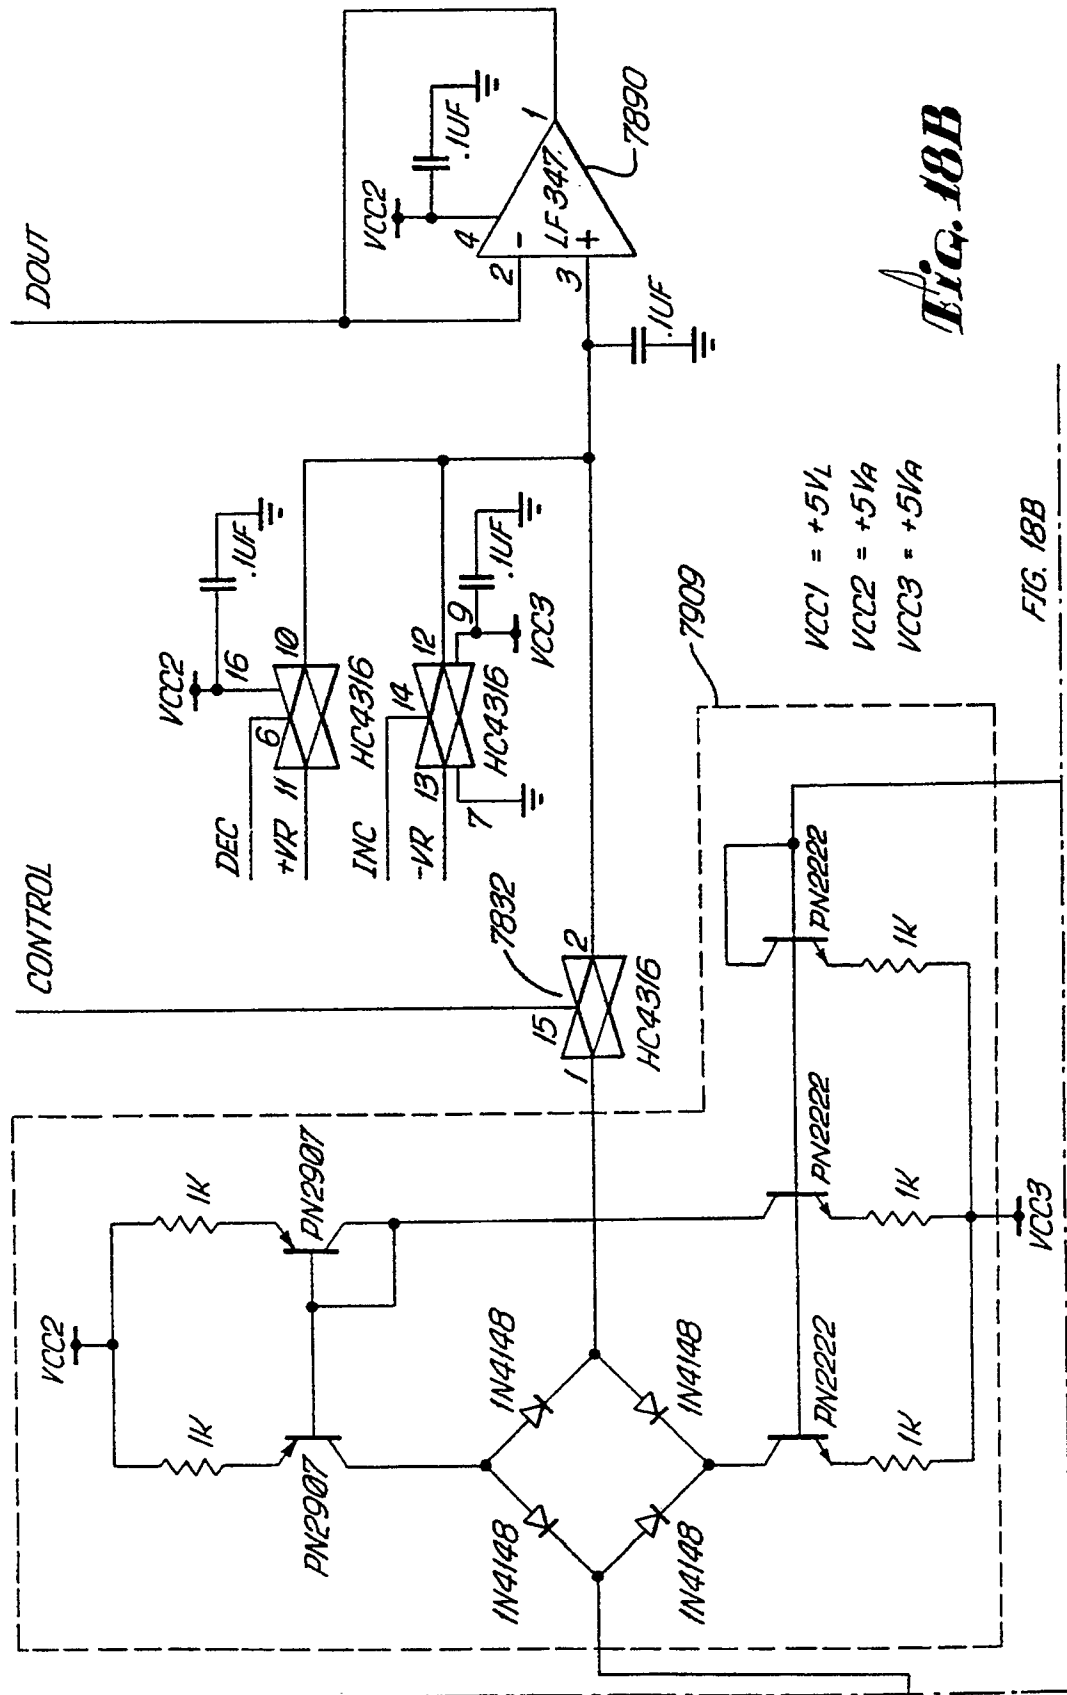 DOUT
CONTROL
VCC2
.1UF
4
2
-
LF347
1
3
+
7890
.1UF
DEC
+VR
11
6
VCC2
16
10
.1UF
HC4316
INC
-VR
13
14
12
9
.1UF
7
HC4316
VCC3
7832
15
1
2
HC4316
VCC2
1K
1K
PN2907
PN2907
1N4148
1N4148
1N4148
1N4148
PN2222
PN2222
PN2222
1K
1K
1K
VCC3
7909
VCC1 = +5VL
VCC2 = +5VA
VCC3 = +5VA
FIG. 18B
Fig. 18B